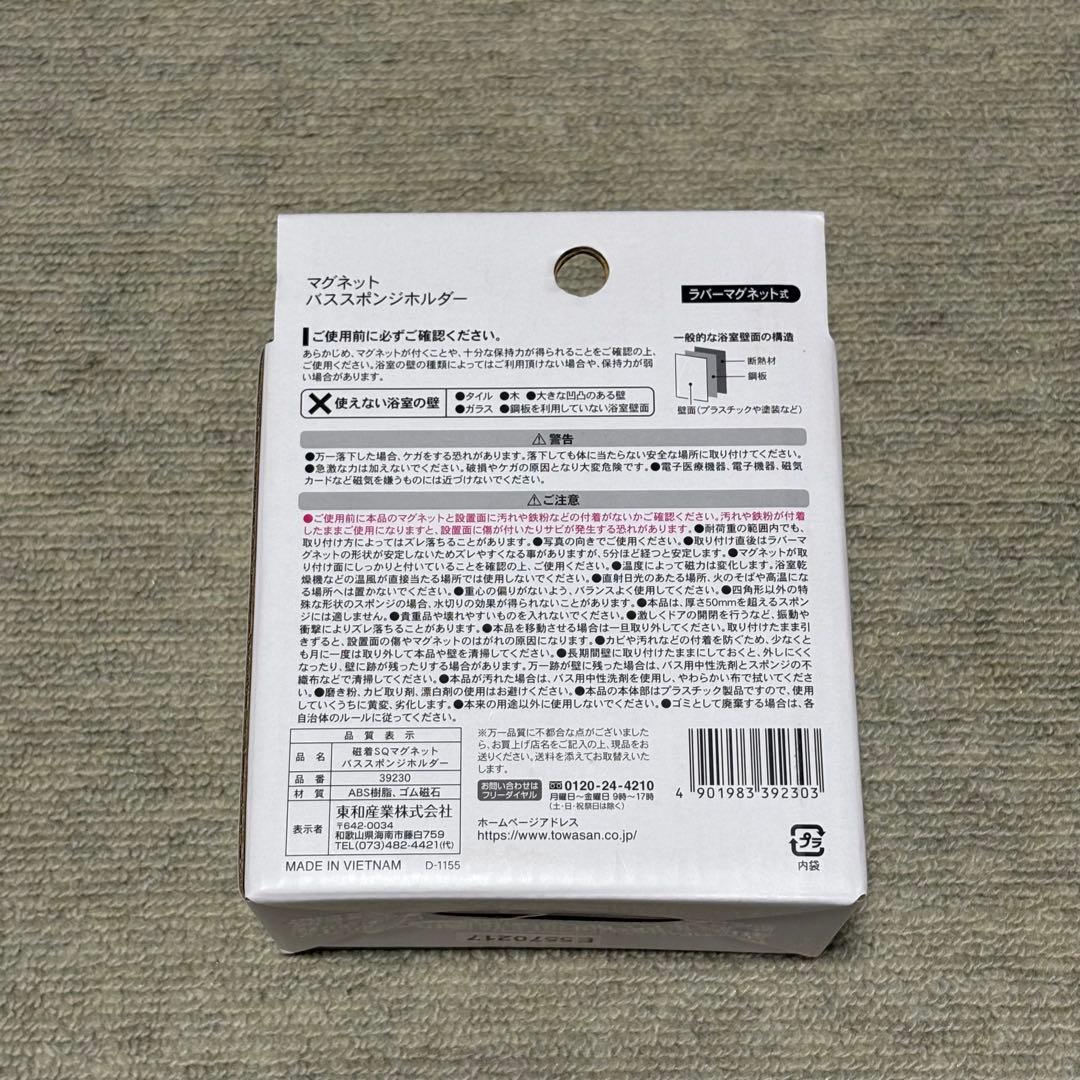 マグネット
バススポンジホルダー
ラバーマグネット式
ご使用前に必ずご確認ください。
あらかじめ、マグネットが付くことや、十分な保持力が得られることをご確認の上、
ご使用ください。浴室の壁の種類によってはご利用頂けない場合や、保持力が弱
い場合があります。
使えない浴室の壁
●タイル ●木 ●大きな凹凸のある壁
●ガラス ●鋼板を利用していない浴室壁面
一般的な浴室壁面の構造
断熱材
鋼板
壁面(プラスチックや塗装など)
⚠警告
●万一落下した場合、ケガをする恐れがあります。落下しても体に当たらない安全な場所に取り付けてください。
●急激な力は加えないでください。破損やケガの原因となり大変危険です。●電子医療機器、電子機器、磁気
カードなど磁気を嫌うものには近づけないでください。
⚠ご注意
●ご使用前に本品のマグネットと設置面に汚れや鉄粉などの付着がないかご確認ください。汚れや鉄粉が付着
したままご使用になりますと、設置面に傷が付いたりサビが発生する恐れがあります。●耐荷重の範囲内でも、
取り付け方によってはズレ落ちることがあります。●写真の向きでご使用ください。●取り付け直後はラバーマ
グネットの形状が安定しないためズレやすくなる事がありますが、5分ほど経つと安定します。●マグネットが取
り付け面にしっかりと付いていることを確認の上、ご使用ください。●温度によって磁力は変化します。浴室乾
燥機などの温風が直接当たる場所では使用しないでください。●直射日光のあたる場所、火のそばや高温にな
る場所へは置かないでください。●重心の偏りがないよう、バランスよく使用してください。●四角形以外の特
殊な形状のスポンジの場合、水切りの効果が得られないことがあります。●本品は、厚さ50mmを超えるスポン
ジには適しません。●貴重品や壊れやすいものを入れないでください。●激しくドアの開閉を行うなど、振動や
衝撃によりズレ落ちることがあります。●本品を移動させる場合は一旦取り外してください。取り付けたまま引
きずると、設置面の傷やマグネットのはがれの原因になります。●カビや汚れなどの付着を防ぐため、少なくと
も月に一度は取り外して本品や壁を清掃してください。●長期間壁に取り付けたままにしておくと、外しにくく
なったり、壁に跡が残ったりする場合があります。万一跡が壁に残った場合は、バス用中性洗剤とスポンジの不
織布などで清掃してください。●本品が汚れた場合は、バス用中性洗剤を使用し、やわらかい布で拭いてくださ
い。●磨き粉、カビ取り剤、漂白剤の使用はお避けください。●本品の本体部はプラスチック製品ですので、使用
していくうちに黄変、劣化します。●本来の用途以外に使用しないでください。●ゴミとして廃棄する場合は、各
自治体のルールに従ってください。
品質表示
品名 磁着SQマグネット
バススポンジホルダー
品番 39230
材質 ABS樹脂、ゴム磁石
表示者 東和産業株式会社
〒642-0034
和歌山県海南市藤白759
TEL(073)482-4421(代)
MADE IN VIETNAM D-1155
※万一品質に不都合な点がございました
ら、お買上げ店名をご記入の上、現品をお
送りください。送料を添えてお取替えいた
します。
お問い合わせは
フリーダイヤル
0120-24-4210
月曜日〜金曜日 9時〜17時
(土・日・祝祭日は除く)
ホームページアドレス
https://www.towasan.co.jp/
4 901983 392303
プラ
内袋
E5570217